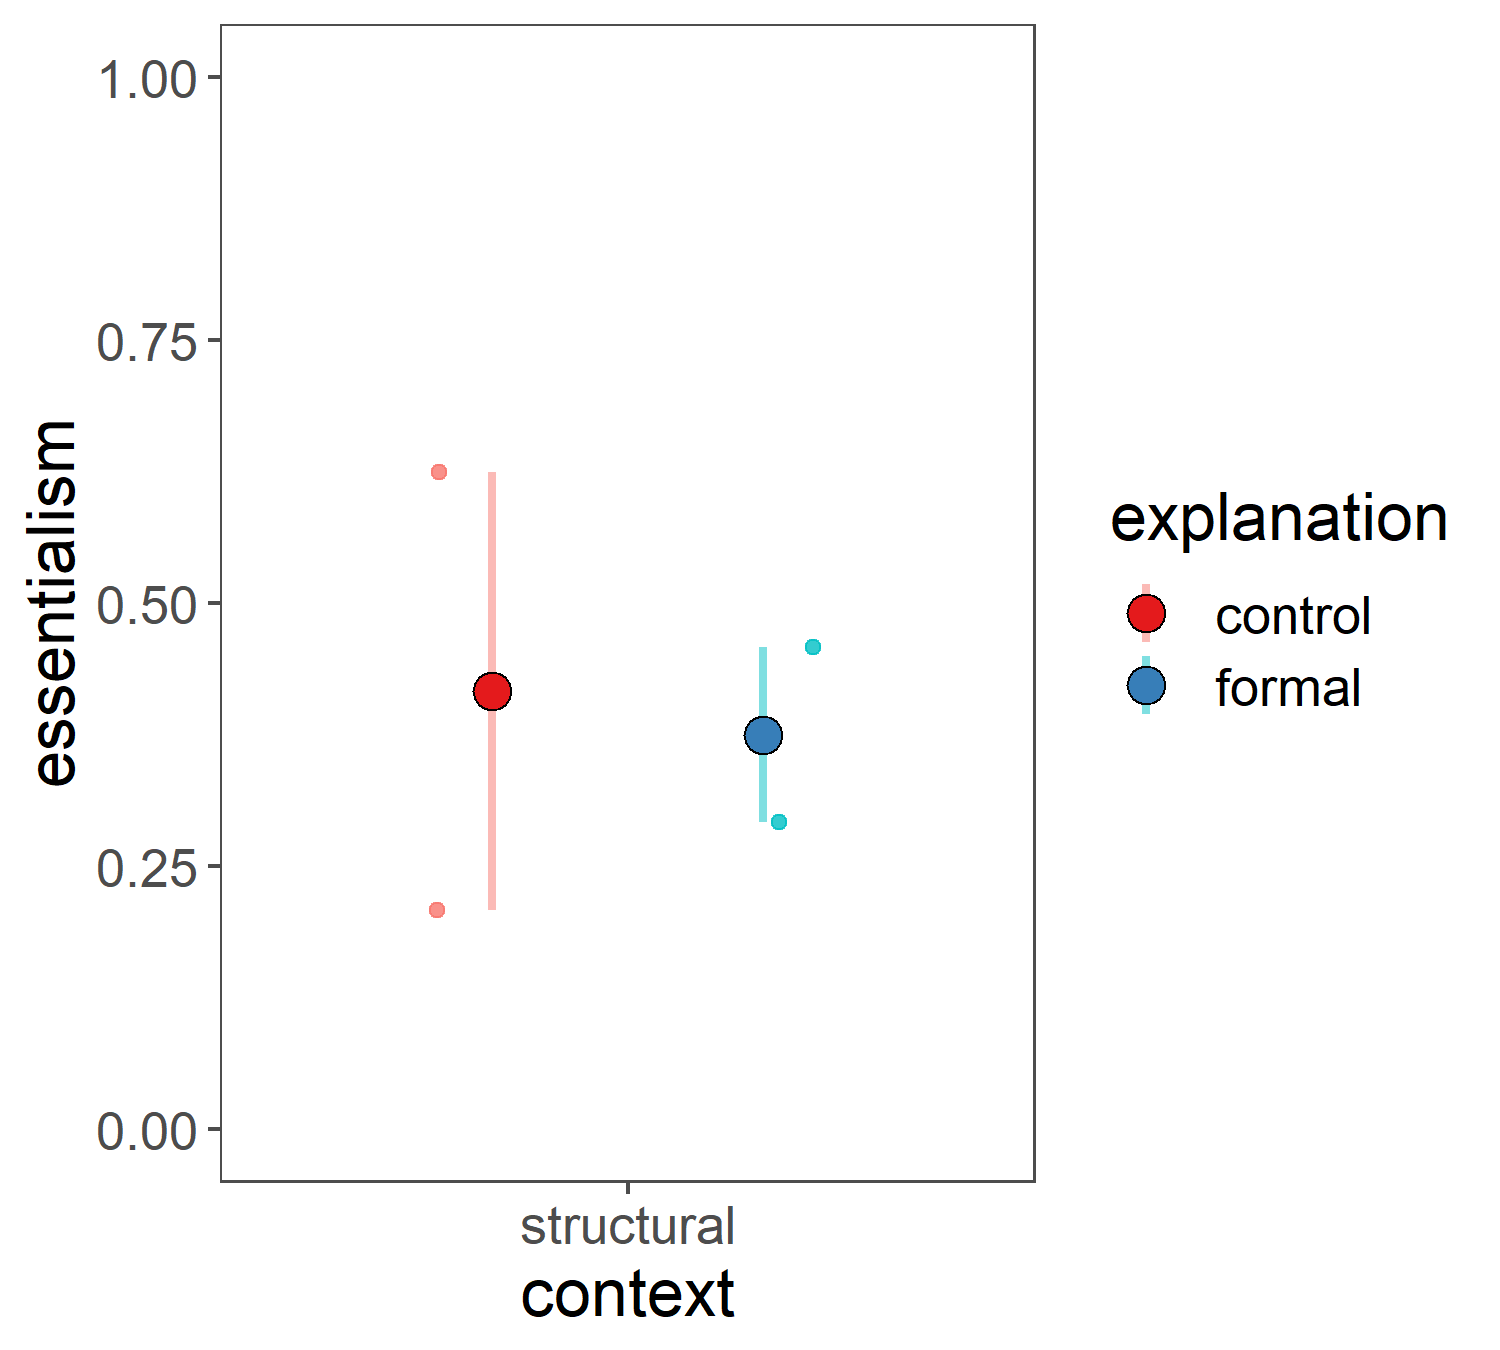 1.00
0.75
0.50
0.25
0.00
essentialism
structural
context
explanation
control
formal